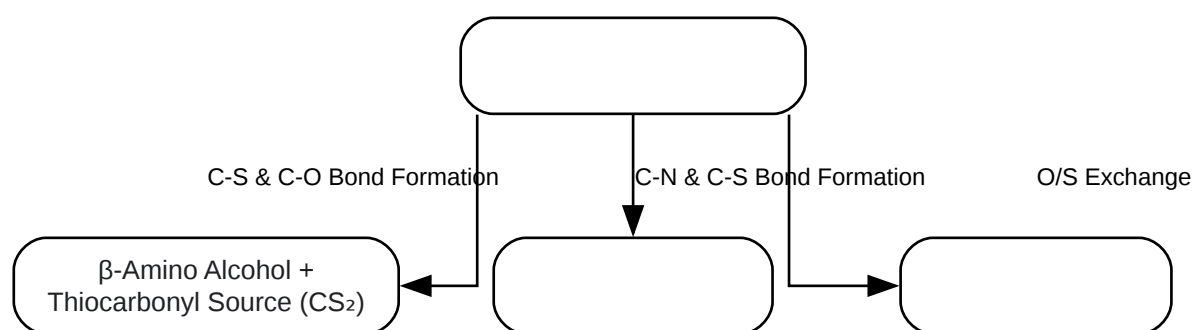 C-S & C-O Bond Formation
C-N & C-S Bond Formation
O/S Exchange
β-Amino Alcohol +
Thiocarbonyl Source (CS₂)